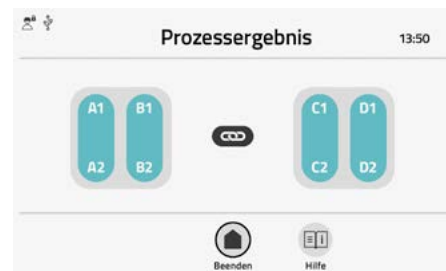 Prozessergebnis
13:50
A1 B1 C1 D1
A2 B2 C2 D2
Beenden Hilfe